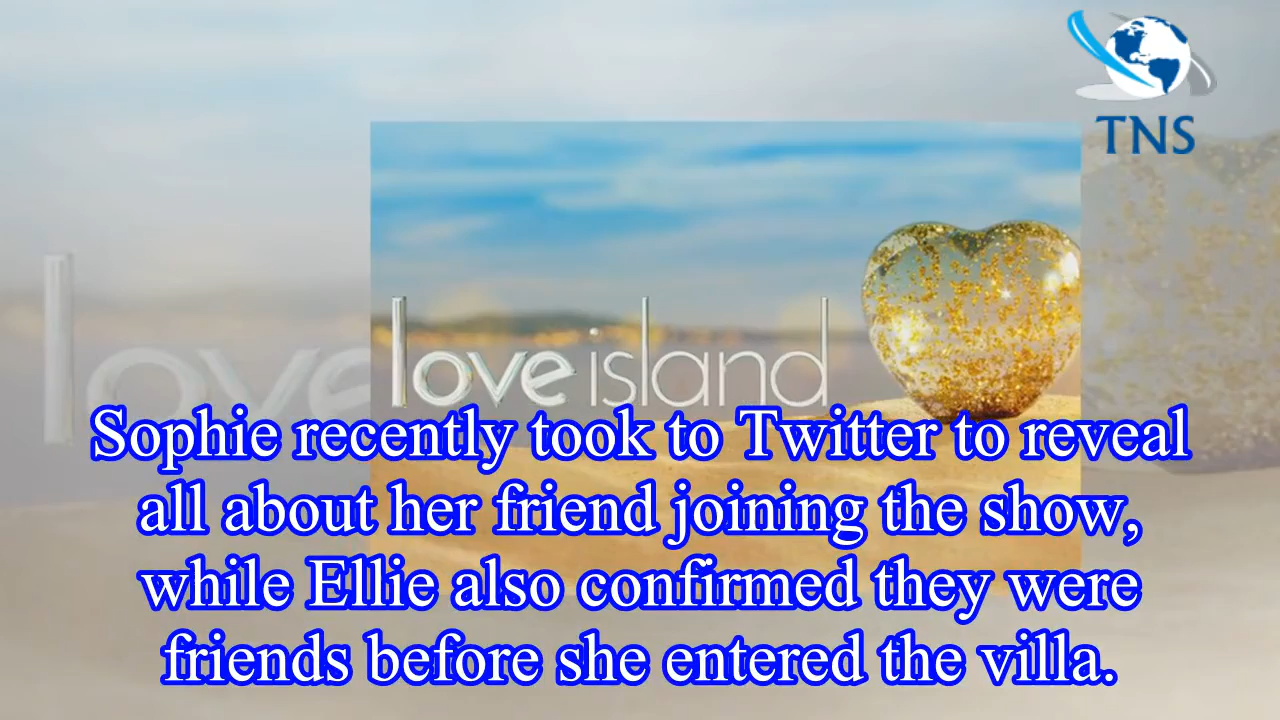 TNS
love island
love
Sophie recently took to Twitter to reveal
all about her friend joining the show,
while Ellie also confirmed they were
friends before she entered the villa.